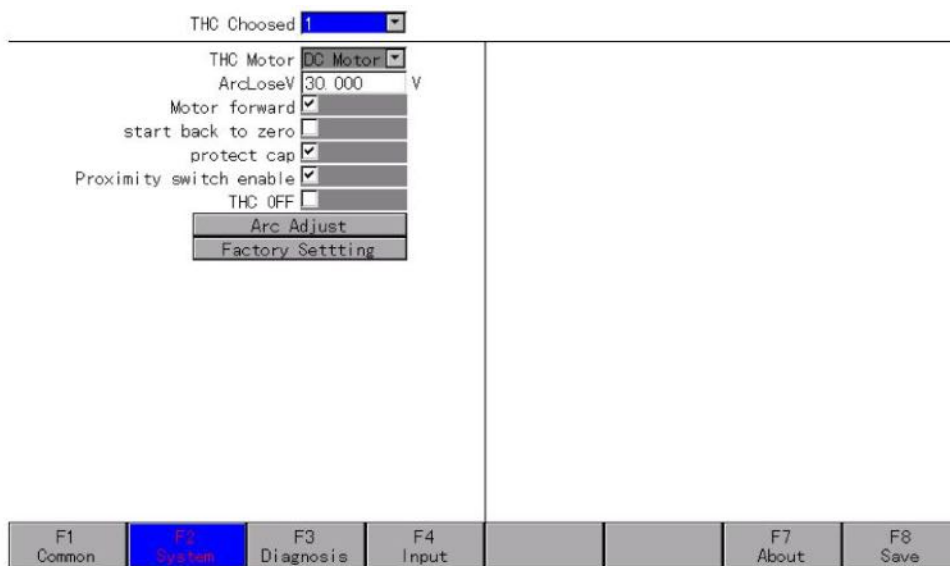 THC Choosed 1
THC Motor DC Motor
ArcLoseV 30.000 V
Motor forward
start back to zero
protect cap
Proximity switch enable
THC OFF
Arc Adjust
Factory Settting
F1 F2 F3 F4 F7 F8
Common System Diagnosis Input About Save